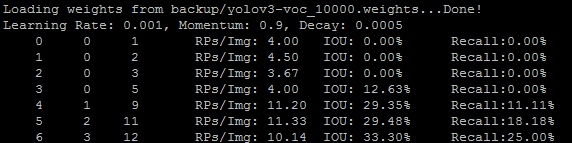 Loading weights from backup/yolov3-voc_10000.weights...Done!
Learning Rate: 0.001, Momentum: 0.9, Decay: 0.0005
0 0 1 RPs/Img: 4.00 IOU: 0.00% Recall:0.00%
1 0 2 RPs/Img: 4.50 IOU: 0.00% Recall:0.00%
2 0 3 RPs/Img: 3.67 IOU: 0.00% Recall:0.00%
3 0 5 RPs/Img: 4.00 IOU: 12.63% Recall:0.00%
4 1 9 RPs/Img: 11.20 IOU: 29.35% Recall:11.11%
5 2 11 RPs/Img: 11.33 IOU: 29.48% Recall:18.18%
6 3 12 RPs/Img: 10.14 IOU: 33.30% Recall:25.00%